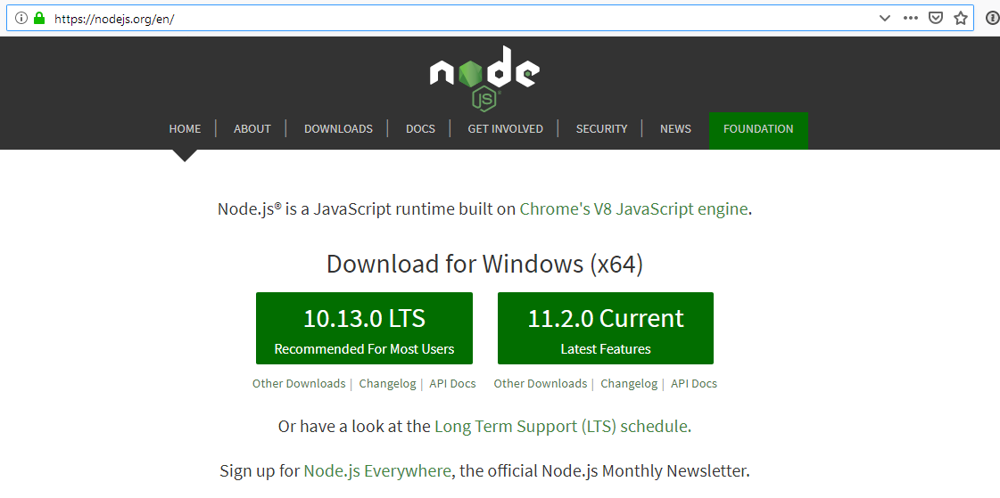 https://nodejs.org/en/
node
JS
HOME | ABOUT | DOWNLOADS | DOCS | GET INVOLVED | SECURITY | NEWS FOUNDATION
Node.js® is a JavaScript runtime built on Chrome's V8 JavaScript engine.
Download for Windows (x64)
10.13.0 LTS
Recommended For Most Users
11.2.0 Current
Latest Features
Other Downloads | Changelog | API Docs
Other Downloads | Changelog | API Docs
Or have a look at the Long Term Support (LTS) schedule.
Sign up for Node.js Everywhere, the official Node.js Monthly Newsletter.